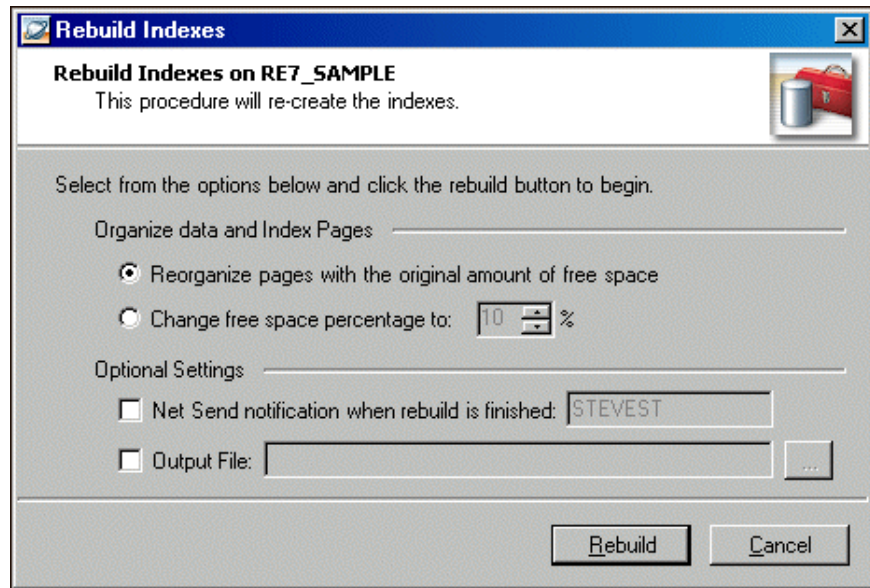 Rebuild Indexes
Rebuild Indexes on RE7_SAMPLE
This procedure will re-create the indexes.
Select from the options below and click the rebuild button to begin.
Organize data and Index Pages
Reorganize pages with the original amount of free space
Change free space percentage to: 10 %
Optional Settings
Net Send notification when rebuild is finished: STEVEST
Output File: ...
Rebuild Cancel